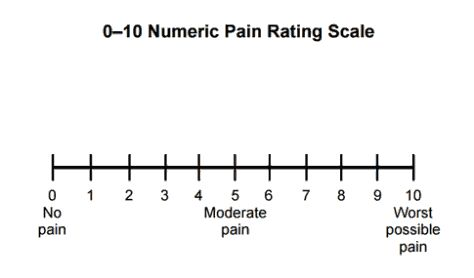 0–10 Numeric Pain Rating Scale
0 1 2 3 4 5 6 7 8 9 10
No Moderate Worst
pain pain possible
pain